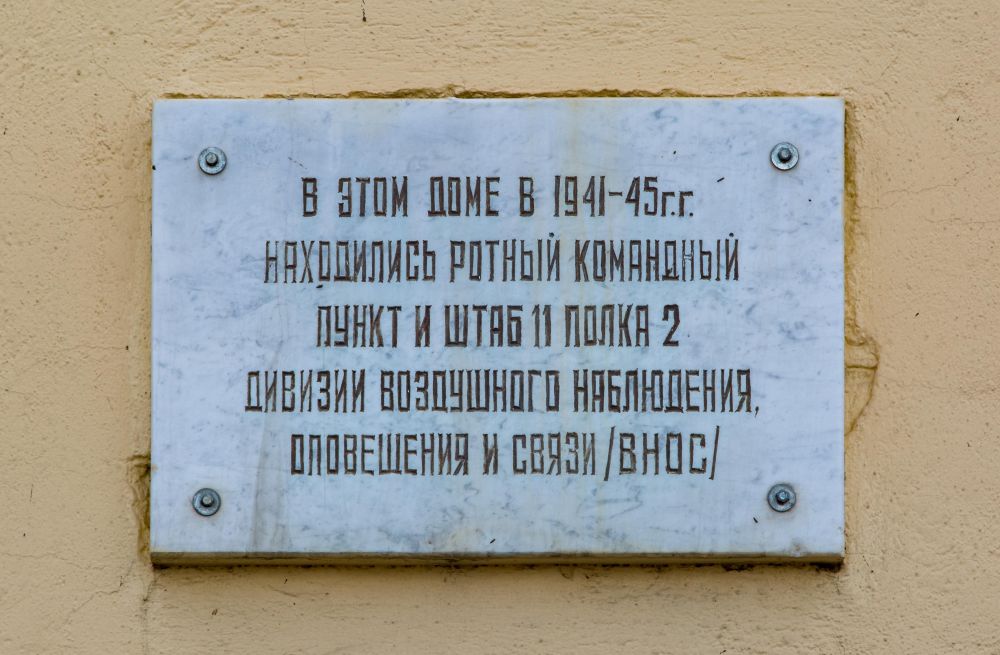 В ЭТОМ ДОМЕ В 1941-45г.г.
НАХОДИЛИСЬ РОТНЫЙ КОМАНДНЫЙ
ПУНКТ И ШТАБ 11 ПОЛКА 2
ДИВИЗИИ ВОЗДУШНОГО НАБЛЮДЕНИЯ,
ОПОВЕЩЕНИЯ И СВЯЗИ /ВНОС/